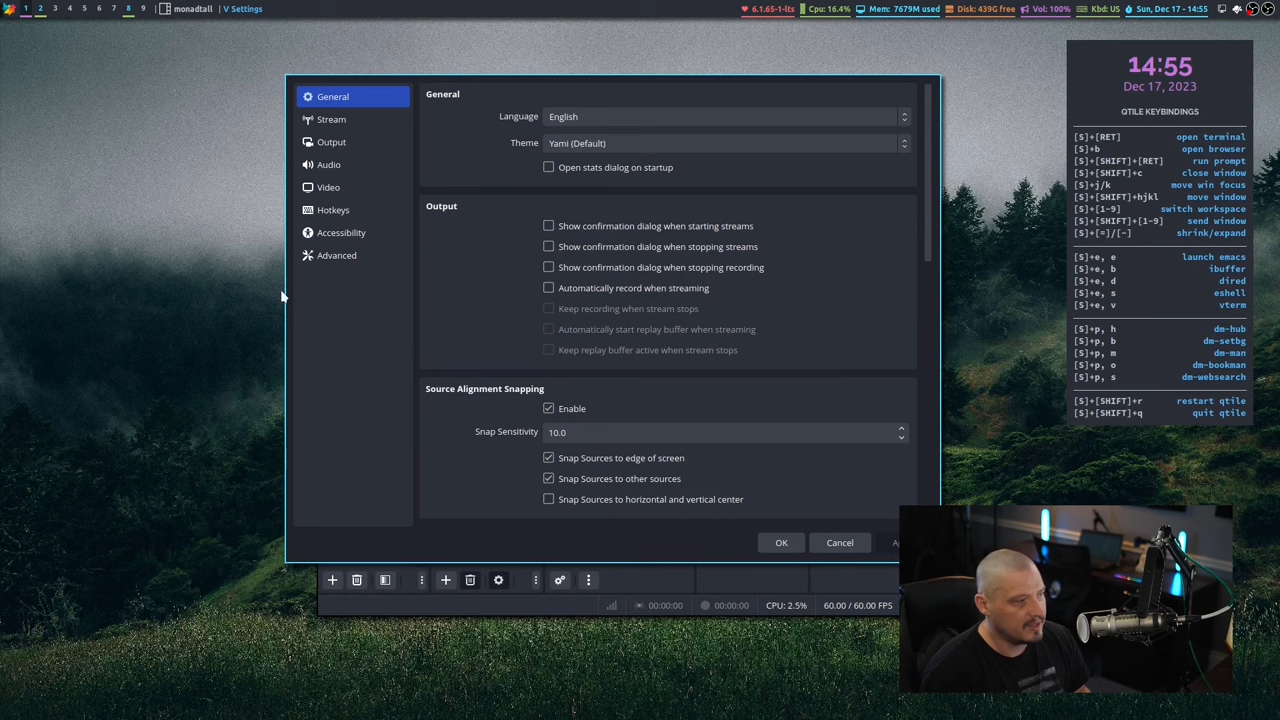 1 2 3 4 5 6 7 8 9 monadtall V Settings 6.1.65-1-lts Cpu: 16.4% Mem: 7679M used Disk: 439G free Vol: 100% Kbd: US Sun, Dec 17 - 14:55
General
Stream
Output
Audio
Video
Hotkeys
Accessibility
Advanced
General
Language English
Theme Yami (Default)
Open stats dialog on startup
Output
Show confirmation dialog when starting streams
Show confirmation dialog when stopping streams
Show confirmation dialog when stopping recording
Automatically record when streaming
Keep recording when stream stops
Automatically start replay buffer when streaming
Keep replay buffer active when stream stops
Source Alignment Snapping
Enable
Snap Sensitivity 10.0
Snap Sources to edge of screen
Snap Sources to other sources
Snap Sources to horizontal and vertical center
OK Cancel
00:00:00 00:00:00 CPU: 2.5% 60.00 / 60.00 FPS
14:55
Dec 17, 2023
QTILE KEYBINDINGS
[S]+[RET] open terminal
[S]+b open browser
[S]+[SHIFT]+[RET] run prompt
[S]+[SHIFT]+c close window
[S]+j/k move win focus
[S]+[SHIFT]+hjkl move window
[S]+[1-9] switch workspace
[S]+[SHIFT]+[1-9] send window
[S]+[=]/[-] shrink/expand
[S]+e, e launch emacs
[S]+e, b ibuffer
[S]+e, d dired
[S]+e, s eshell
[S]+e, v vterm
[S]+p, h dm-hub
[S]+p, b dm-setbg
[S]+p, m dm-man
[S]+p, o dm-bookman
[S]+p, s dm-websearch
[S]+[SHIFT]+r restart qtile
[S]+[SHIFT]+q quit qtile